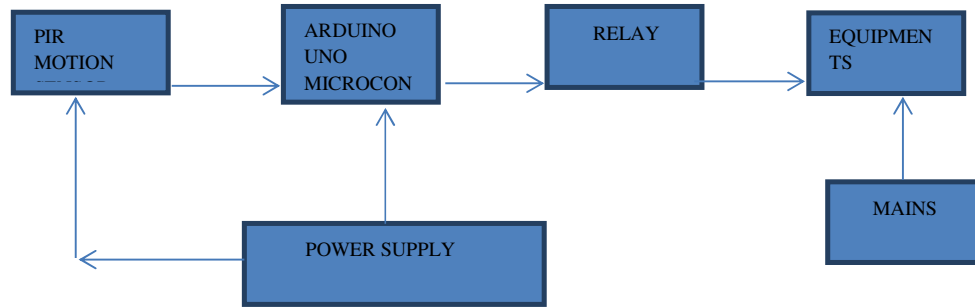 PIR
MOTION
ARDUINO
UNO
MICROCON
RELAY
EQUIPMEN
TS
MAINS
POWER SUPPLY